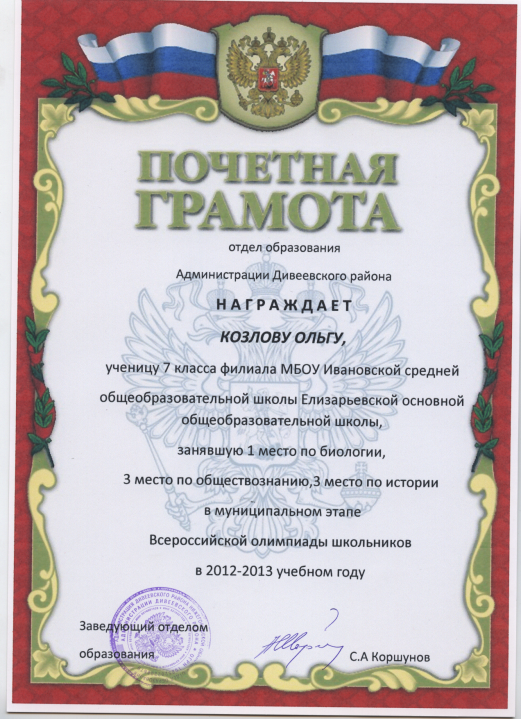 ПОЧЕТНАЯ
ГРАМОТА
отдел образования
Администрации Дивеевского района
НАГРАЖДАЕТ
КОЗЛОВУ ОЛЬГУ,
ученицу 7 класса филиала МБОУ Ивановской средней
общеобразовательной школы Елизарьевской основной
общеобразовательной школы,
занявшую 1 место по биологии,
3 место по обществознанию,3 место по истории
в муниципальном этапе
Всероссийской олимпиады школьников
в 2012-2013 учебном году
Заведующий отделом
образования
С.А Коршунов